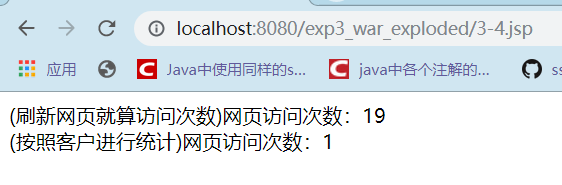 localhost:8080/exp3_war_exploded/3-4.jsp
应用 Java中使用同样的s... java中各个注解的... ss
(刷新网页就算访问次数)网页访问次数：19
(按照客户进行统计)网页访问次数：1